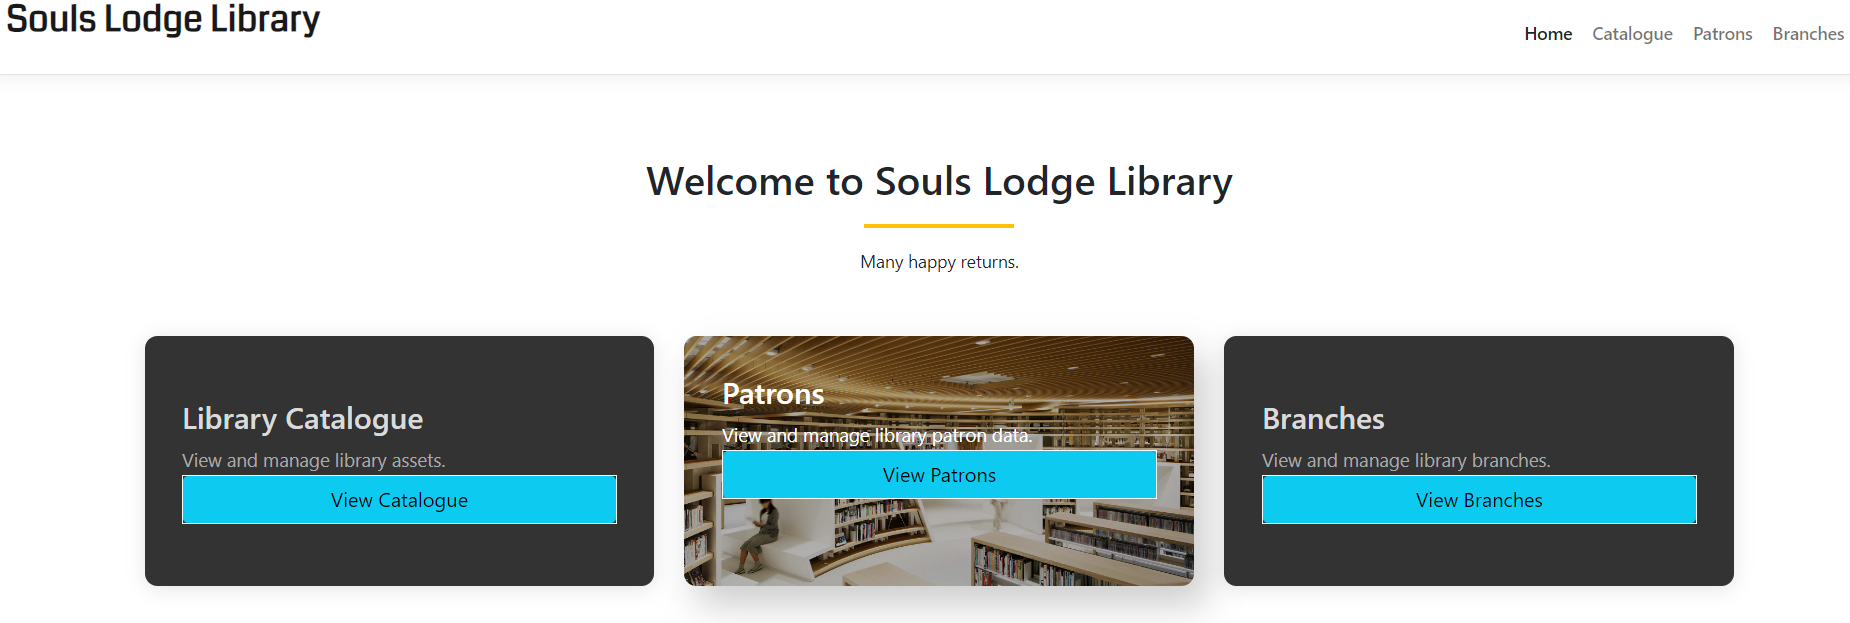 Souls Lodge Library
Home Catalogue Patrons Branches
Welcome to Souls Lodge Library
Many happy returns.
Library Catalogue
View and manage library assets.
View Catalogue
Patrons
View and manage library patron data.
View Patrons
Branches
View and manage library branches.
View Branches